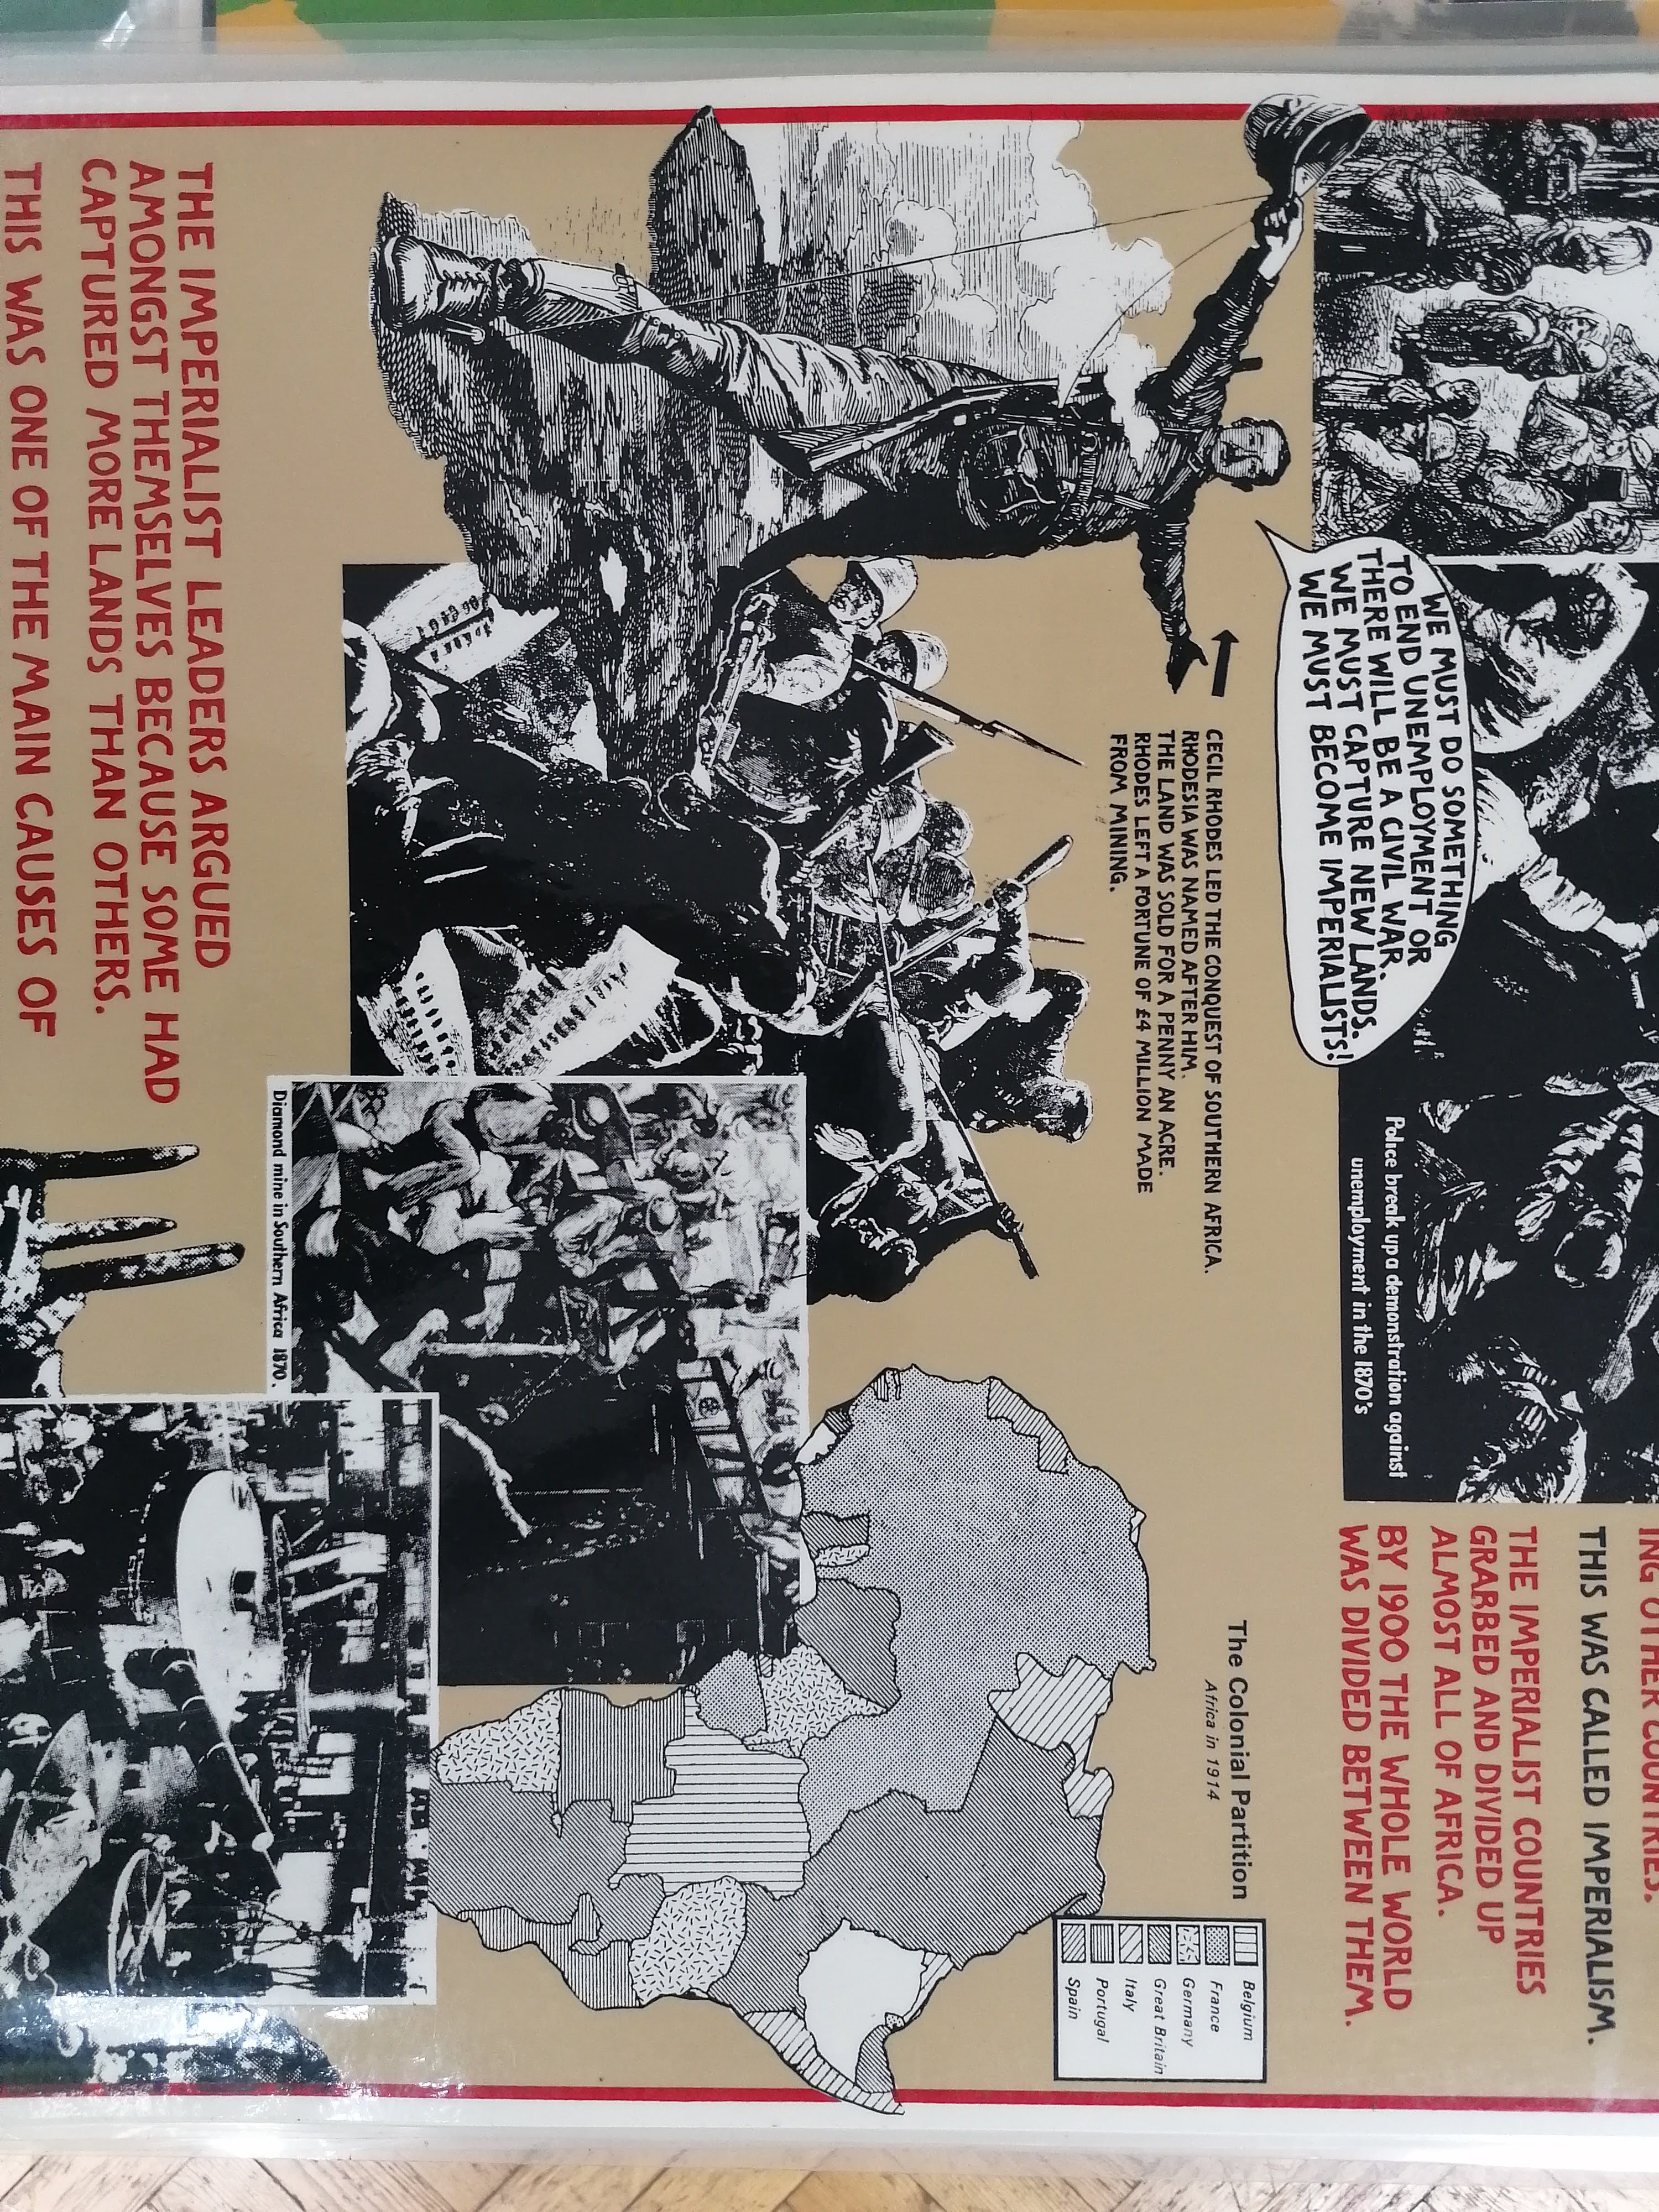 ING OTHER COUNTRIES.
THIS WAS CALLED IMPERIALISM.
THE IMPERIALIST COUNTRIES
GRABBED AND DIVIDED UP
ALMOST ALL OF AFRICA.
BY 1900 THE WHOLE WORLD
WAS DIVIDED BETWEEN THEM.
WE MUST DO SOMETHING
TO END UNEMPLOYMENT OR
THERE WILL BE A CIVIL WAR.
WE MUST CAPTURE NEW LANDS.
WE MUST BECOME IMPERIALISTS!
Police break up a demonstration against
unemployment in the 1870's
CECIL RHODES LED THE CONQUEST OF SOUTHERN AFRICA.
RHODESIA WAS NAMED AFTER HIM.
THE LAND WAS SOLD FOR A PENNY AN ACRE.
RHODES LEFT A FORTUNE OF £4 MILLION MADE
FROM MINING.
The Colonial Partition
Africa in 1914
Belgium
France
Germany
Great Britain
Italy
Portugal
Spain
Diamond mine in Southern Africa 1870.
THE IMPERIALIST LEADERS ARGUED
AMONGST THEMSELVES BECAUSE SOME HAD
CAPTURED MORE LANDS THAN OTHERS.
THIS WAS ONE OF THE MAIN CAUSES OF